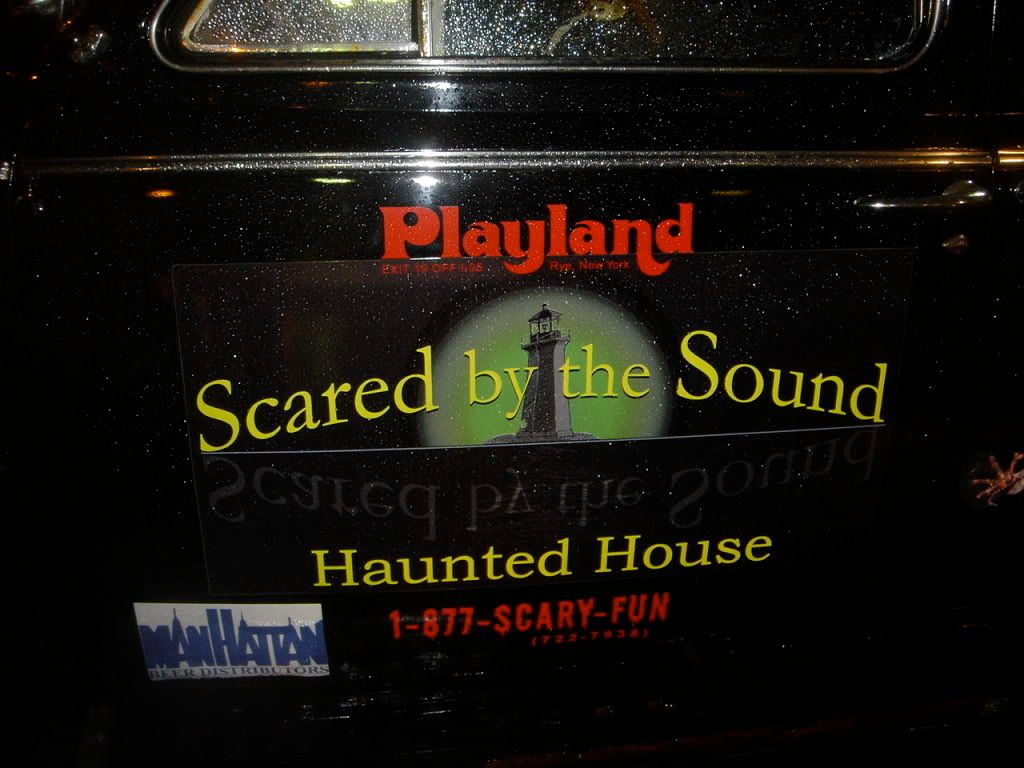 Playland
EXIT 19 OFF I-95 Rye, New York
Scared by the Sound
Scared by the Sound
Haunted House
1-877-SCARY-FUN
(722-7938)
MANHATTAN
BEER DISTRIBUTORS